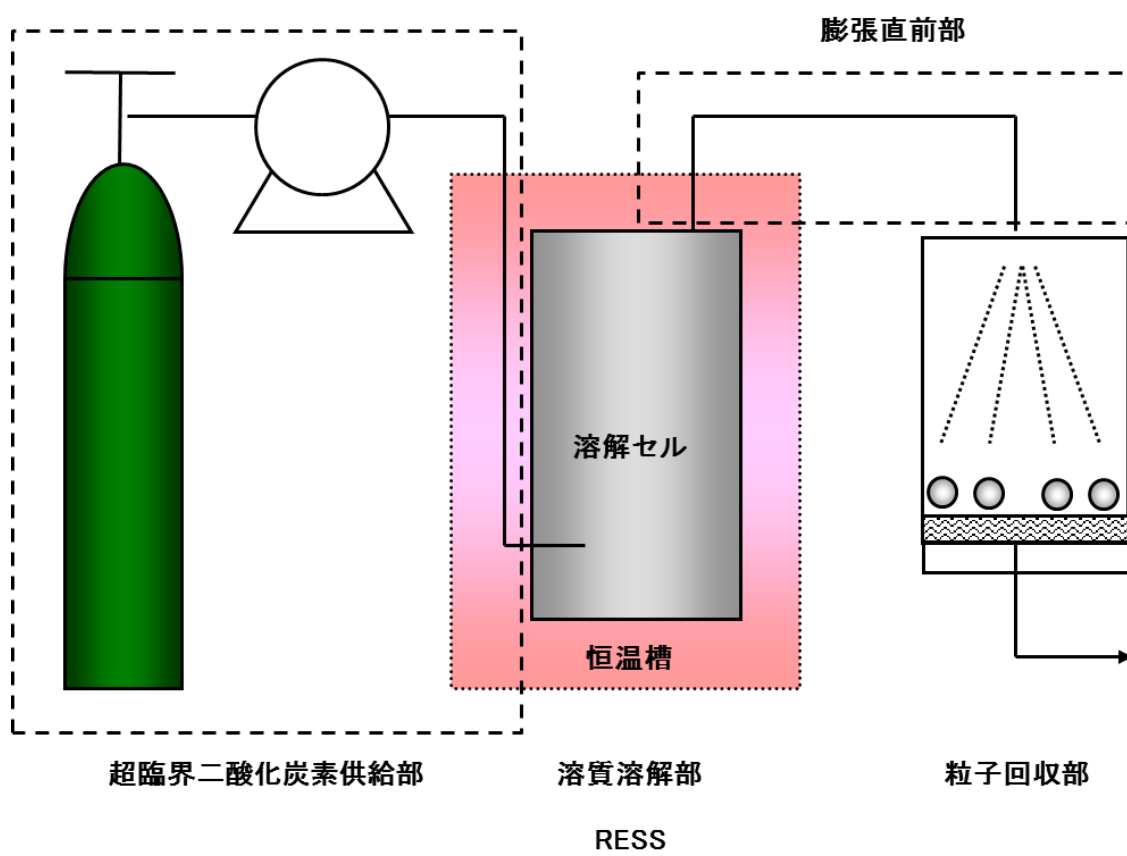 膨張直前部
溶解セル
恒温槽
超臨界二酸化炭素供給部
溶質溶解部
粒子回収部
RESS